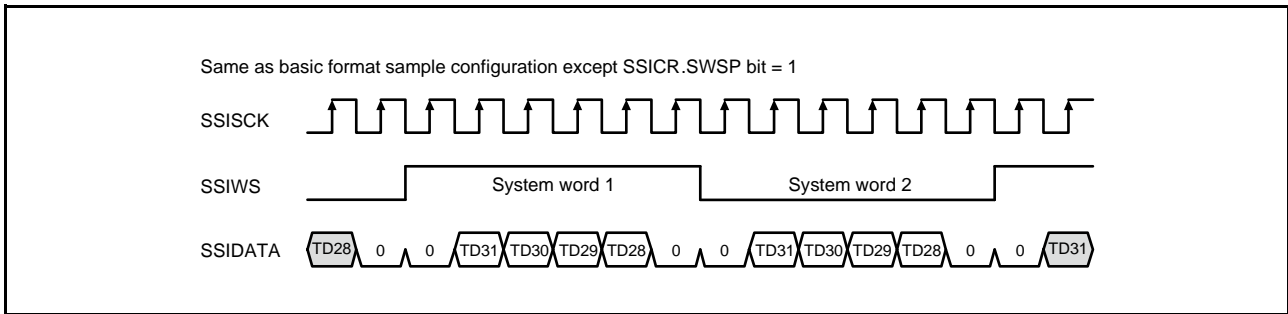 Same as basic format sample configuration except SSICR.SWSP bit = 1
SSISCK
SSIWS System word 1 System word 2
SSIDATA TD28 0 0 TD31 TD30 TD29 TD28 0 0 TD31 TD30 TD29 TD28 0 0 TD31